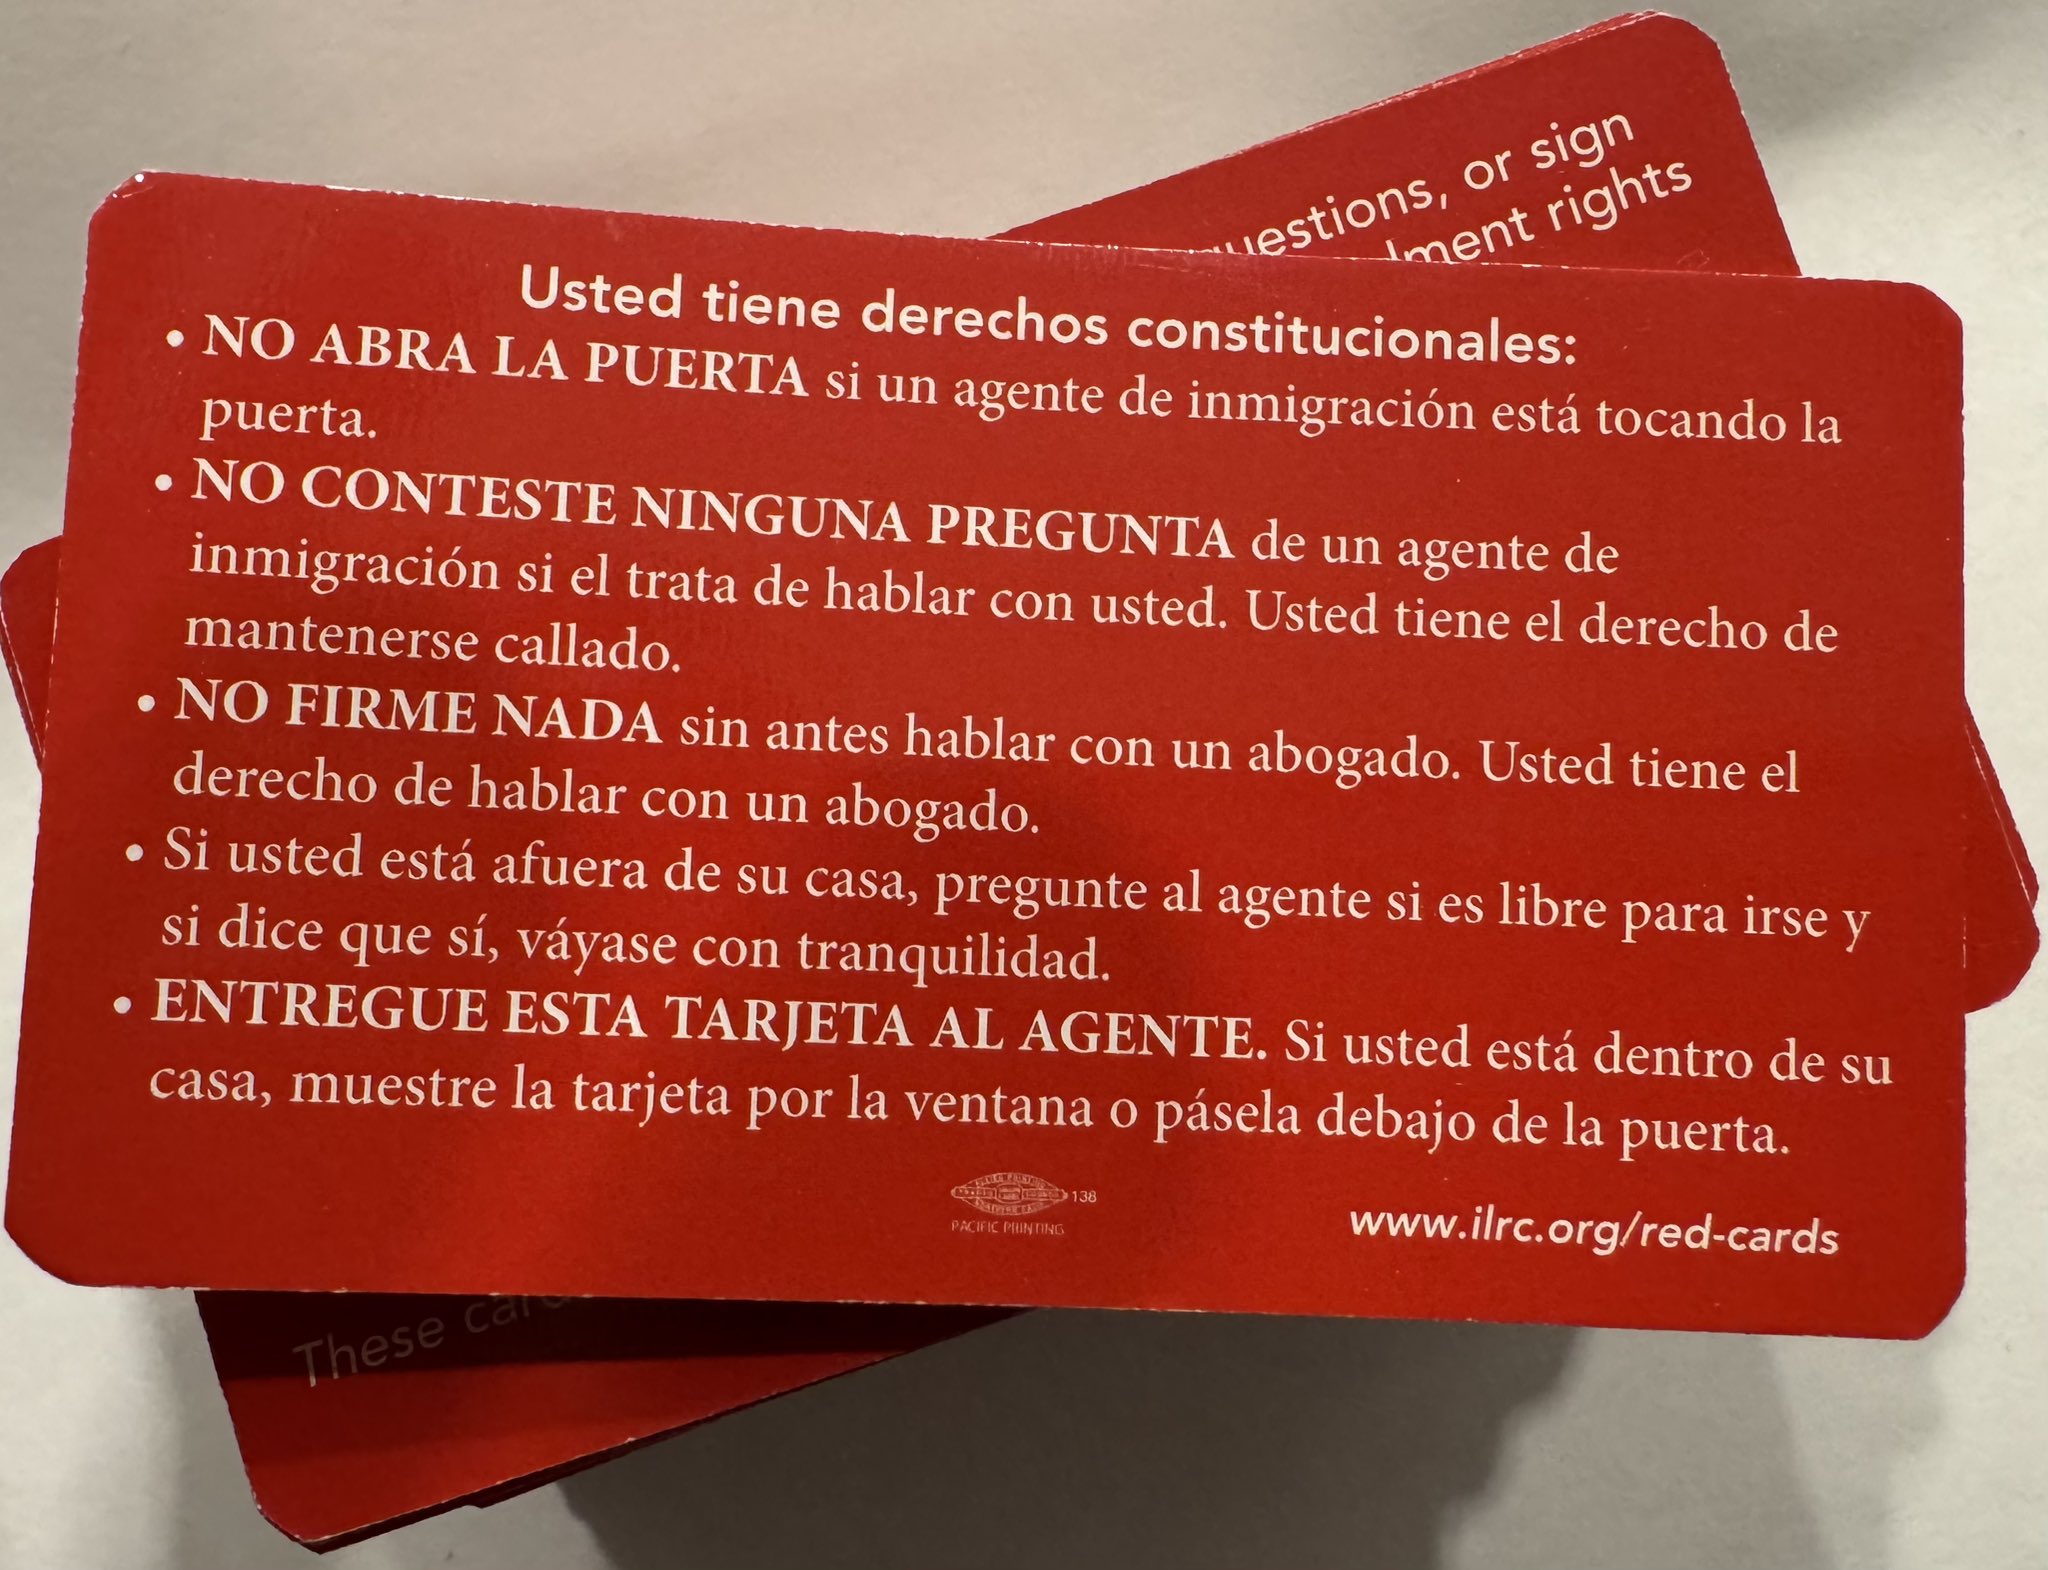 uestions, or sign
dment rights
Usted tiene derechos constitucionales:
• NO ABRA LA PUERTA si un agente de inmigración está tocando la
puerta.
• NO CONTESTE NINGUNA PREGUNTA de un agente de
inmigración si el trata de hablar con usted. Usted tiene el derecho de
mantenerse callado.
• NO FIRME NADA sin antes hablar con un abogado. Usted tiene el
derecho de hablar con un abogado.
• Si usted está afuera de su casa, pregunte al agente si es libre para irse y
si dice que sí, váyase con tranquilidad.
• ENTREGUE ESTA TARJETA AL AGENTE. Si usted está dentro de su
casa, muestre la tarjeta por la ventana o pásela debajo de la puerta.
138
PACIFIC PRINTING
www.ilrc.org/red-cards
These